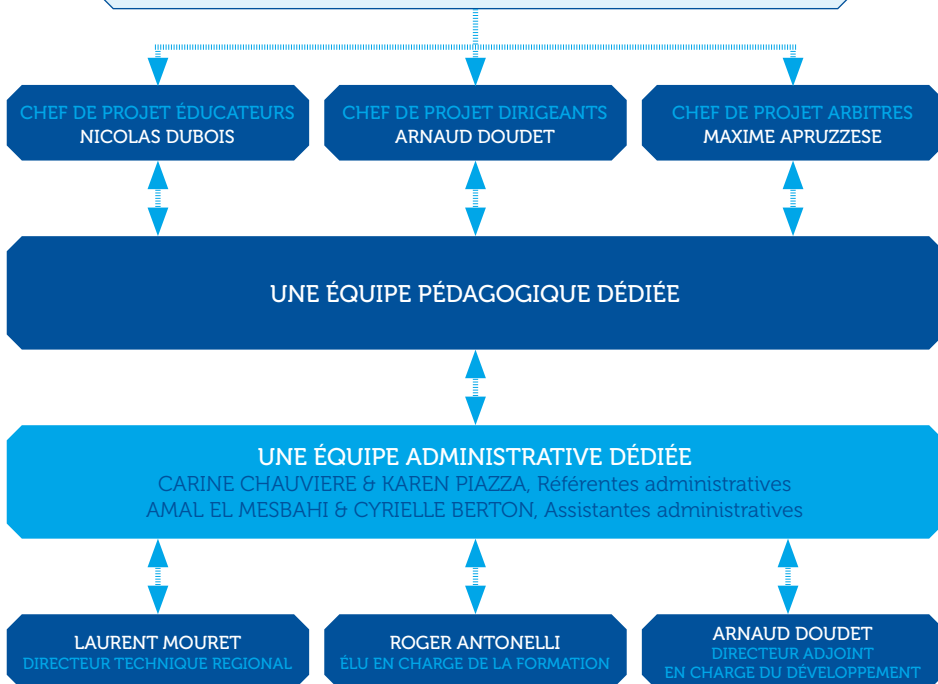 CHEF DE PROJET ÉDUCATEURS
NICOLAS DUBOIS
CHEF DE PROJET DIRIGEANTS
ARNAUD DOUDET
CHEF DE PROJET ARBITRES
MAXIME APRUZZESE
UNE ÉQUIPE PÉDAGOGIQUE DÉDIÉE
UNE ÉQUIPE ADMINISTRATIVE DÉDIÉE
CARINE CHAUVIERE & KAREN PIAZZA, Référentes administratives
AMAL EL MESBAHI & CYRIELLE BERTON, Assistantes administratives
LAURENT MOURET
DIRECTEUR TECHNIQUE REGIONAL
ROGER ANTONELLI
ÉLU EN CHARGE DE LA FORMATION
ARNAUD DOUDET
DIRECTEUR ADJOINT
EN CHARGE DU DÉVELOPPEMENT